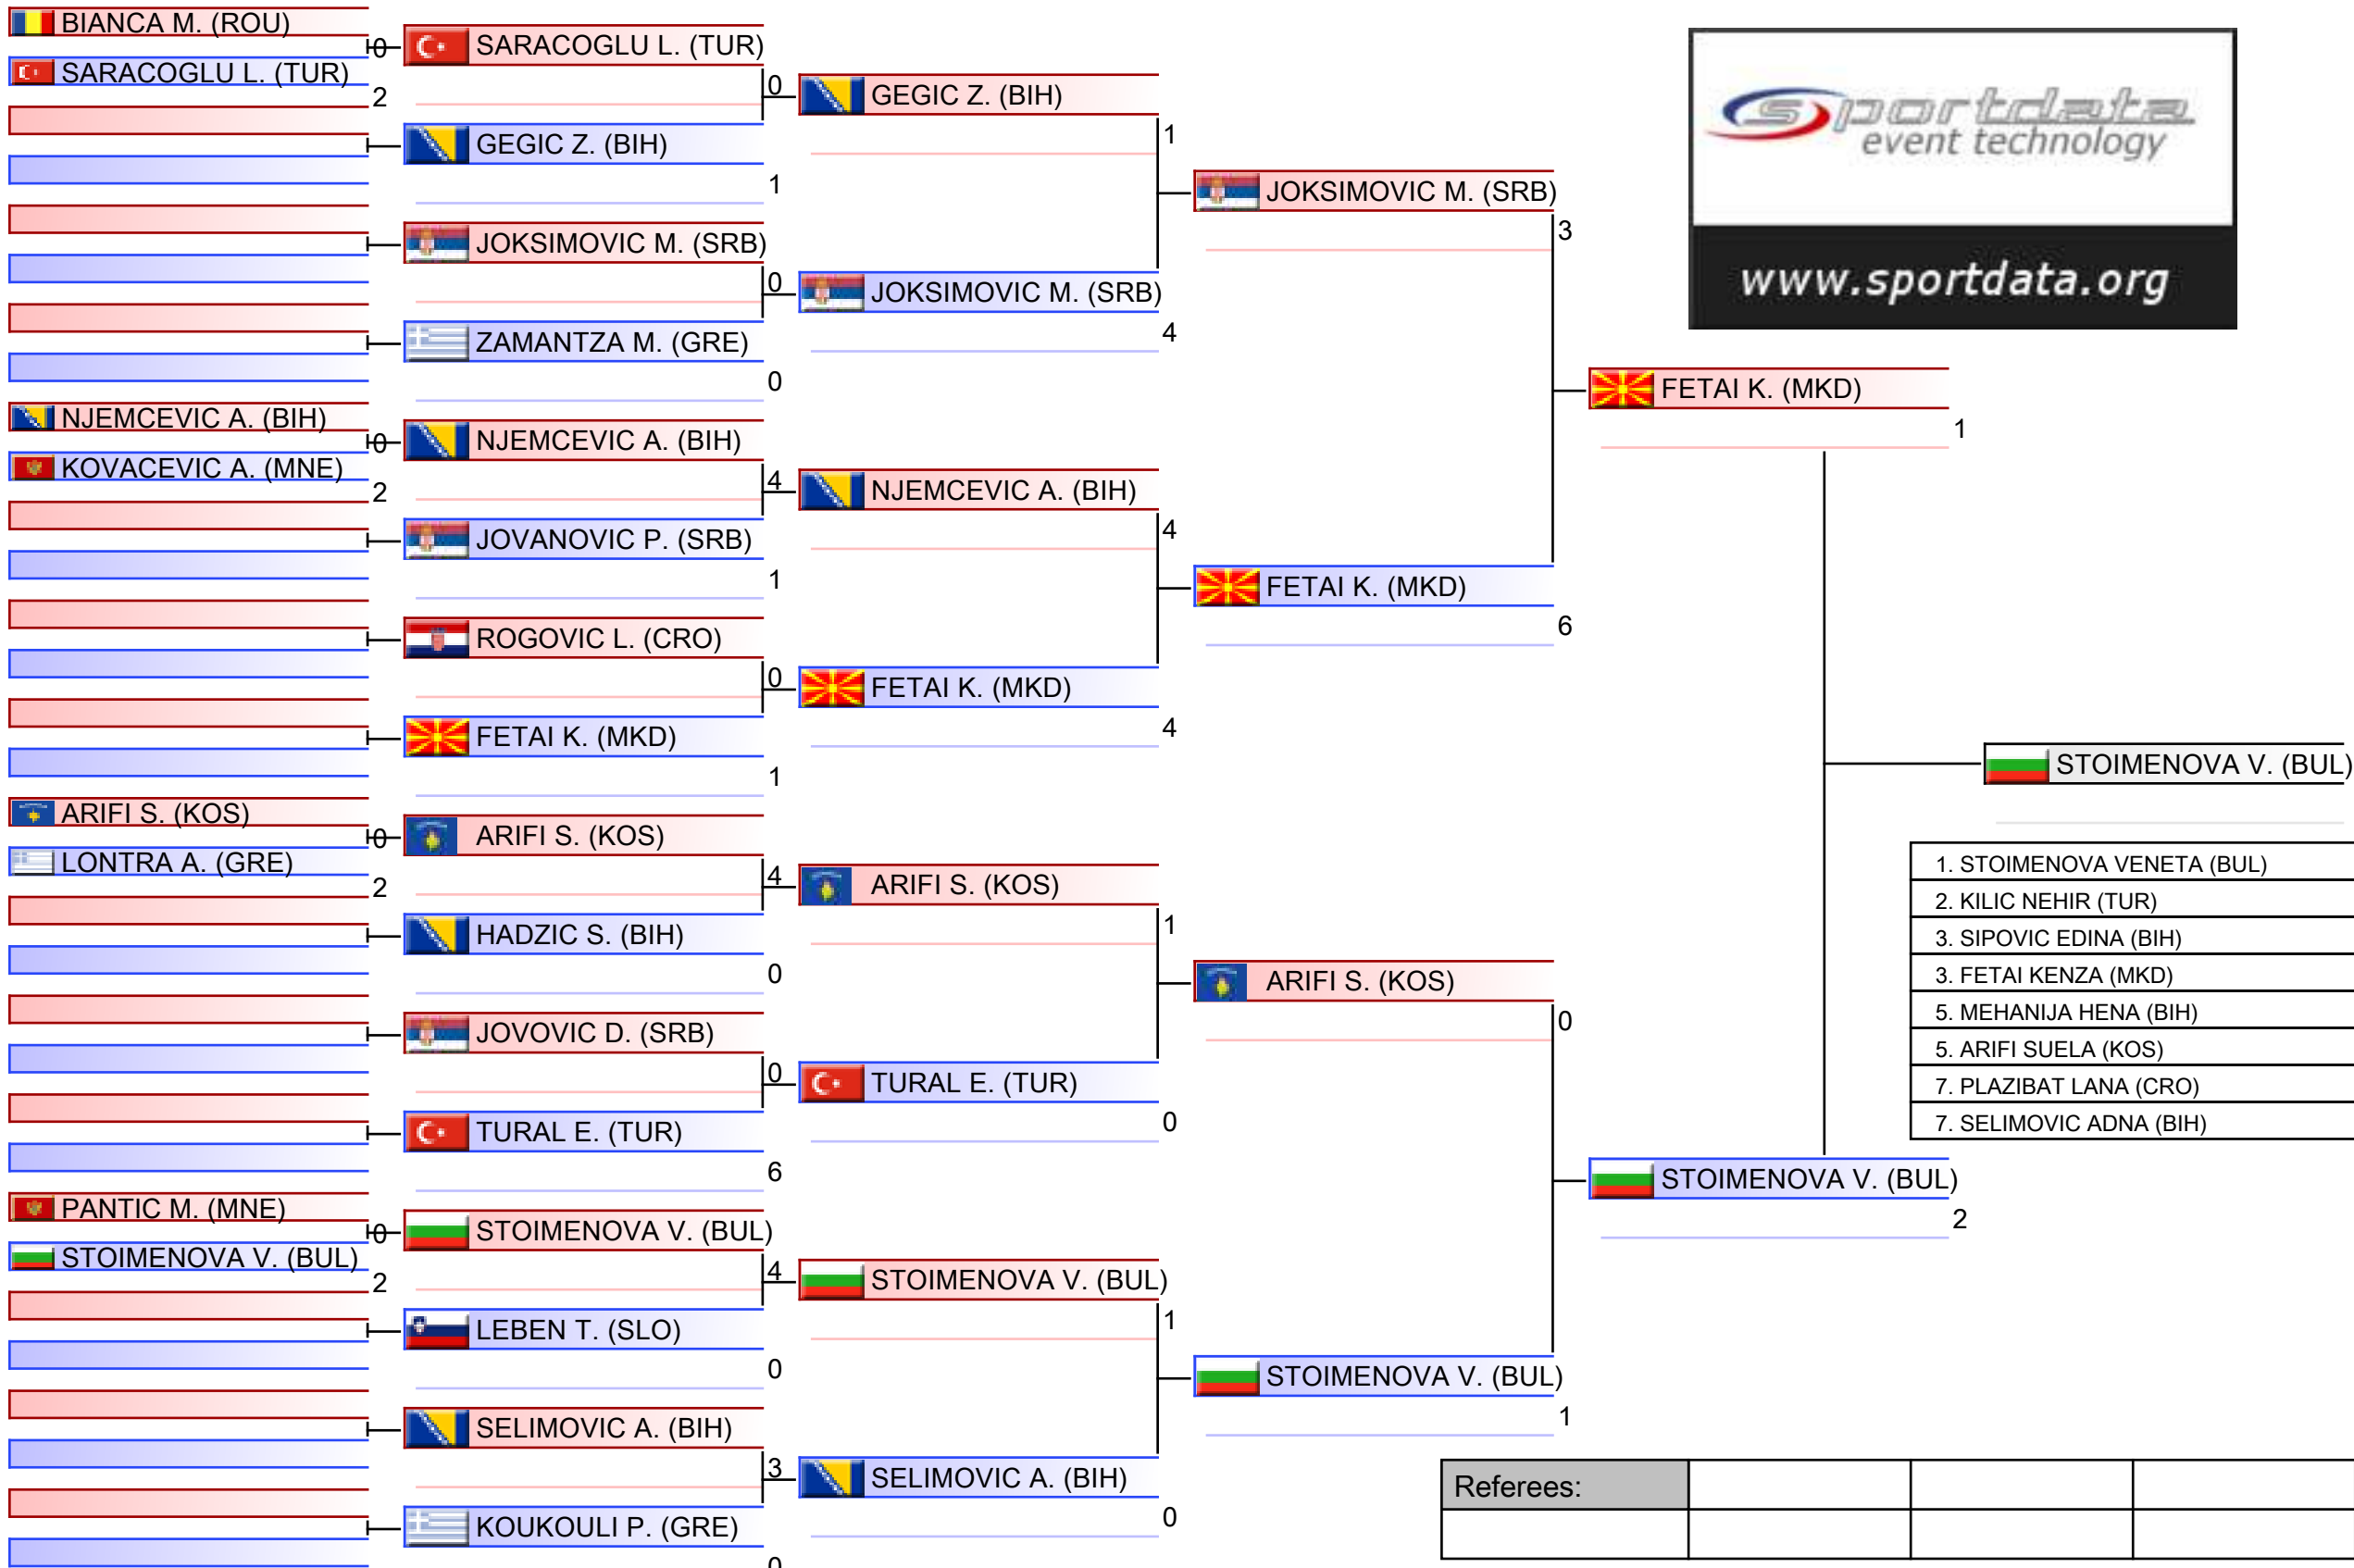 BIANCA M. (ROU)
0
SARACOGLU L. (TUR)
2
NJEMCEVIC A. (BIH)
0
KOVACEVIC A. (MNE)
2
ARIFI S. (KOS)
0
LONTRA A. (GRE)
2
PANTIC M. (MNE)
0
STOIMENOVA V. (BUL)
2
SARACOGLU L. (TUR)
0
GEGIC Z. (BIH)
1
JOKSIMOVIC M. (SRB)
0
ZAMANTZA M. (GRE)
0
NJEMCEVIC A. (BIH)
4
JOVANOVIC P. (SRB)
1
ROGOVIC L. (CRO)
0
FETAI K. (MKD)
1
ARIFI S. (KOS)
4
HADZIC S. (BIH)
0
JOVOVIC D. (SRB)
0
TURAL E. (TUR)
6
STOIMENOVA V. (BUL)
4
LEBEN T. (SLO)
0
SELIMOVIC A. (BIH)
3
KOUKOULI P. (GRE)
0
GEGIC Z. (BIH)
1
JOKSIMOVIC M. (SRB)
4
NJEMCEVIC A. (BIH)
4
FETAI K. (MKD)
4
ARIFI S. (KOS)
1
TURAL E. (TUR)
0
STOIMENOVA V. (BUL)
1
SELIMOVIC A. (BIH)
0
JOKSIMOVIC M. (SRB)
3
FETAI K. (MKD)
6
ARIFI S. (KOS)
0
STOIMENOVA V. (BUL)
1
FETAI K. (MKD)
1
STOIMENOVA V. (BUL)
2
STOIMENOVA V. (BUL)
sportdata
event technology
www.sportdata.org
1. STOIMENOVA VENETA (BUL)
2. KILIC NEHIR (TUR)
3. SIPOVIC EDINA (BIH)
3. FETAI KENZA (MKD)
5. MEHANIJA HENA (BIH)
5. ARIFI SUELA (KOS)
7. PLAZIBAT LANA (CRO)
7. SELIMOVIC ADNA (BIH)
Referees: